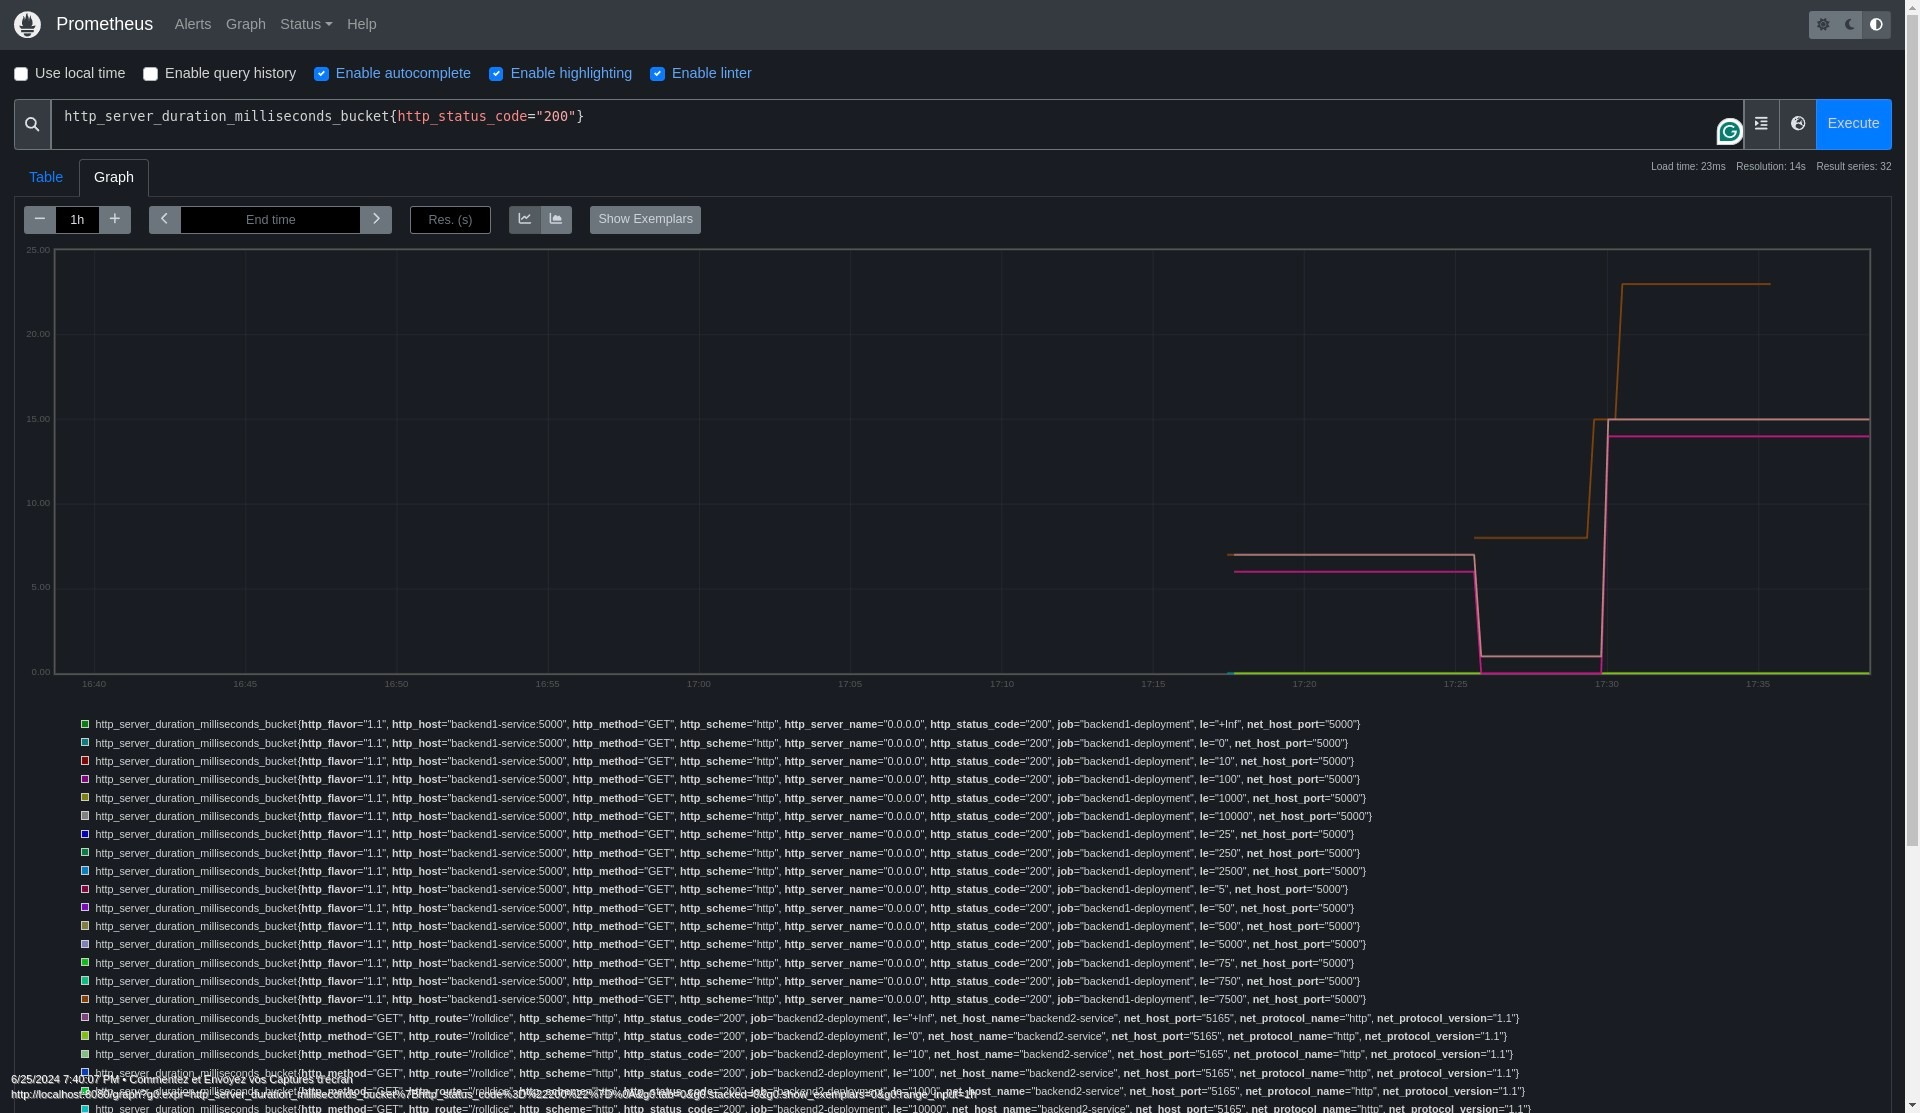 Prometheus Alerts Graph Status Help
Use local time Enable query history Enable autocomplete Enable highlighting Enable linter
http_server_duration_milliseconds_bucket{http_status_code="200"}
Execute
Load time: 23ms Resolution: 14s Result series: 32
Table Graph
− 1h + End time Res. (s) Show Exemplars
25.00
20.00
15.00
10.00
5.00
0.00
16:40 16:45 16:50 16:55 17:00 17:05 17:10 17:15 17:20 17:25 17:30 17:35
http_server_duration_milliseconds_bucket{http_flavor="1.1", http_host="backend1-service:5000", http_method="GET", http_scheme="http", http_server_name="0.0.0.0", http_status_code="200", job="backend1-deployment", le="+Inf", net_host_port="5000"}
http_server_duration_milliseconds_bucket{http_flavor="1.1", http_host="backend1-service:5000", http_method="GET", http_scheme="http", http_server_name="0.0.0.0", http_status_code="200", job="backend1-deployment", le="0", net_host_port="5000"}
http_server_duration_milliseconds_bucket{http_flavor="1.1", http_host="backend1-service:5000", http_method="GET", http_scheme="http", http_server_name="0.0.0.0", http_status_code="200", job="backend1-deployment", le="10", net_host_port="5000"}
http_server_duration_milliseconds_bucket{http_flavor="1.1", http_host="backend1-service:5000", http_method="GET", http_scheme="http", http_server_name="0.0.0.0", http_status_code="200", job="backend1-deployment", le="100", net_host_port="5000"}
http_server_duration_milliseconds_bucket{http_flavor="1.1", http_host="backend1-service:5000", http_method="GET", http_scheme="http", http_server_name="0.0.0.0", http_status_code="200", job="backend1-deployment", le="1000", net_host_port="5000"}
http_server_duration_milliseconds_bucket{http_flavor="1.1", http_host="backend1-service:5000", http_method="GET", http_scheme="http", http_server_name="0.0.0.0", http_status_code="200", job="backend1-deployment", le="10000", net_host_port="5000"}
http_server_duration_milliseconds_bucket{http_flavor="1.1", http_host="backend1-service:5000", http_method="GET", http_scheme="http", http_server_name="0.0.0.0", http_status_code="200", job="backend1-deployment", le="25", net_host_port="5000"}
http_server_duration_milliseconds_bucket{http_flavor="1.1", http_host="backend1-service:5000", http_method="GET", http_scheme="http", http_server_name="0.0.0.0", http_status_code="200", job="backend1-deployment", le="250", net_host_port="5000"}
http_server_duration_milliseconds_bucket{http_flavor="1.1", http_host="backend1-service:5000", http_method="GET", http_scheme="http", http_server_name="0.0.0.0", http_status_code="200", job="backend1-deployment", le="2500", net_host_port="5000"}
http_server_duration_milliseconds_bucket{http_flavor="1.1", http_host="backend1-service:5000", http_method="GET", http_scheme="http", http_server_name="0.0.0.0", http_status_code="200", job="backend1-deployment", le="5", net_host_port="5000"}
http_server_duration_milliseconds_bucket{http_flavor="1.1", http_host="backend1-service:5000", http_method="GET", http_scheme="http", http_server_name="0.0.0.0", http_status_code="200", job="backend1-deployment", le="50", net_host_port="5000"}
http_server_duration_milliseconds_bucket{http_flavor="1.1", http_host="backend1-service:5000", http_method="GET", http_scheme="http", http_server_name="0.0.0.0", http_status_code="200", job="backend1-deployment", le="500", net_host_port="5000"}
http_server_duration_milliseconds_bucket{http_flavor="1.1", http_host="backend1-service:5000", http_method="GET", http_scheme="http", http_server_name="0.0.0.0", http_status_code="200", job="backend1-deployment", le="5000", net_host_port="5000"}
http_server_duration_milliseconds_bucket{http_flavor="1.1", http_host="backend1-service:5000", http_method="GET", http_scheme="http", http_server_name="0.0.0.0", http_status_code="200", job="backend1-deployment", le="75", net_host_port="5000"}
http_server_duration_milliseconds_bucket{http_flavor="1.1", http_host="backend1-service:5000", http_method="GET", http_scheme="http", http_server_name="0.0.0.0", http_status_code="200", job="backend1-deployment", le="750", net_host_port="5000"}
http_server_duration_milliseconds_bucket{http_flavor="1.1", http_host="backend1-service:5000", http_method="GET", http_scheme="http", http_server_name="0.0.0.0", http_status_code="200", job="backend1-deployment", le="7500", net_host_port="5000"}
http_server_duration_milliseconds_bucket{http_method="GET", http_route="/rolldice", http_scheme="http", http_status_code="200", job="backend2-deployment", le="+Inf", net_host_name="backend2-service", net_host_port="5165", net_protocol_name="http", net_protocol_version="1.1"}
http_server_duration_milliseconds_bucket{http_method="GET", http_route="/rolldice", http_scheme="http", http_status_code="200", job="backend2-deployment", le="0", net_host_name="backend2-service", net_host_port="5165", net_protocol_name="http", net_protocol_version="1.1"}
http_server_duration_milliseconds_bucket{http_method="GET", http_route="/rolldice", http_scheme="http", http_status_code="200", job="backend2-deployment", le="10", net_host_name="backend2-service", net_host_port="5165", net_protocol_name="http", net_protocol_version="1.1"}
http_server_duration_milliseconds_bucket{http_method="GET", http_route="/rolldice", http_scheme="http", http_status_code="200", job="backend2-deployment", le="100", net_host_name="backend2-service", net_host_port="5165", net_protocol_name="http", net_protocol_version="1.1"}
6/25/2024 7:40:07 PM • Commentez et Envoyez vos Captures d'écran
http_server_duration_milliseconds_bucket{http_method="GET", http_route="/rolldice", http_scheme="http", http_status_code="200", job="backend2-deployment", le="1000", net_host_name="backend2-service", net_host_port="5165", net_protocol_name="http", net_protocol_version="1.1"}
http://localhost:8080/graph?g0.expr=http_server_duration_milliseconds_bucket%7Bhttp_status_code%3D%22200%22%7D%0A&g0.tab=0&g0.stacked=0&g0.show_exemplars=0&g0.range_input=1h
http_server_duration_milliseconds_bucket{http_method="GET", http_route="/rolldice", http_scheme="http", http_status_code="200", job="backend2-deployment", le="10000", net_host_name="backend2-service", net_host_port="5165", net_protocol_name="http", net_protocol_version="1.1"}